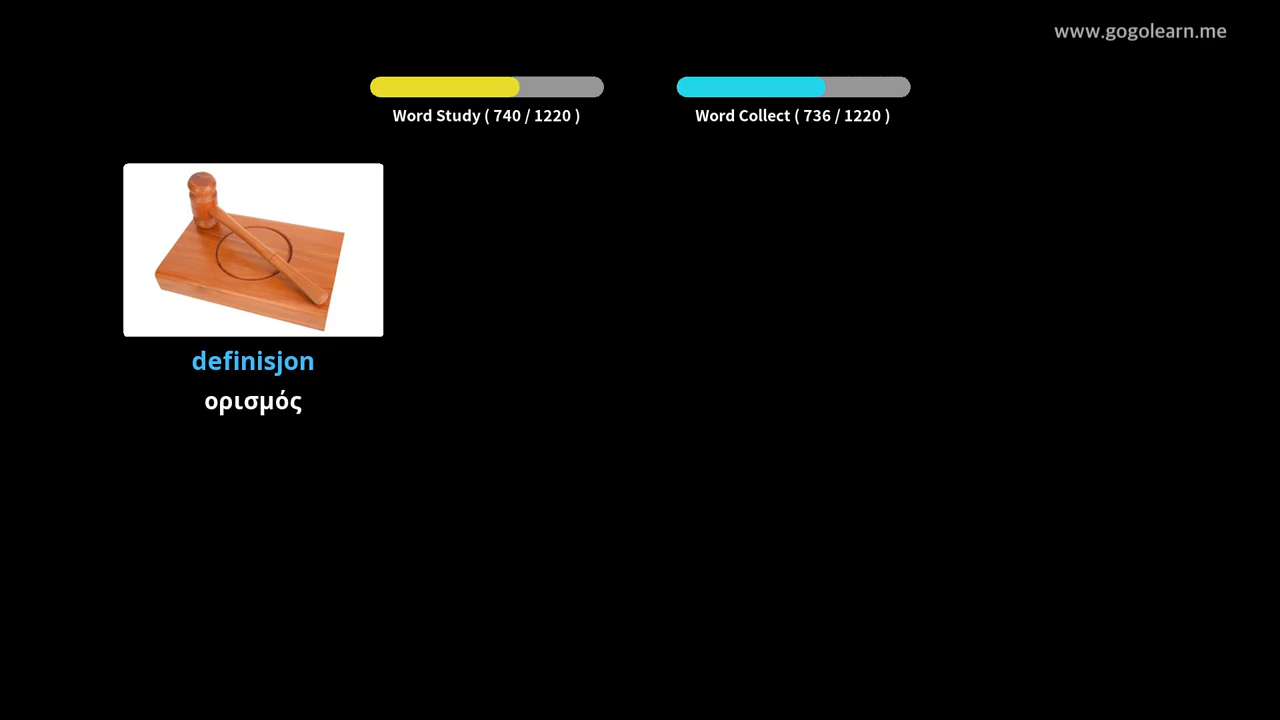 www.gogolearn.me
Word Study ( 740 / 1220 )
Word Collect ( 736 / 1220 )
definisjon
ορισμός